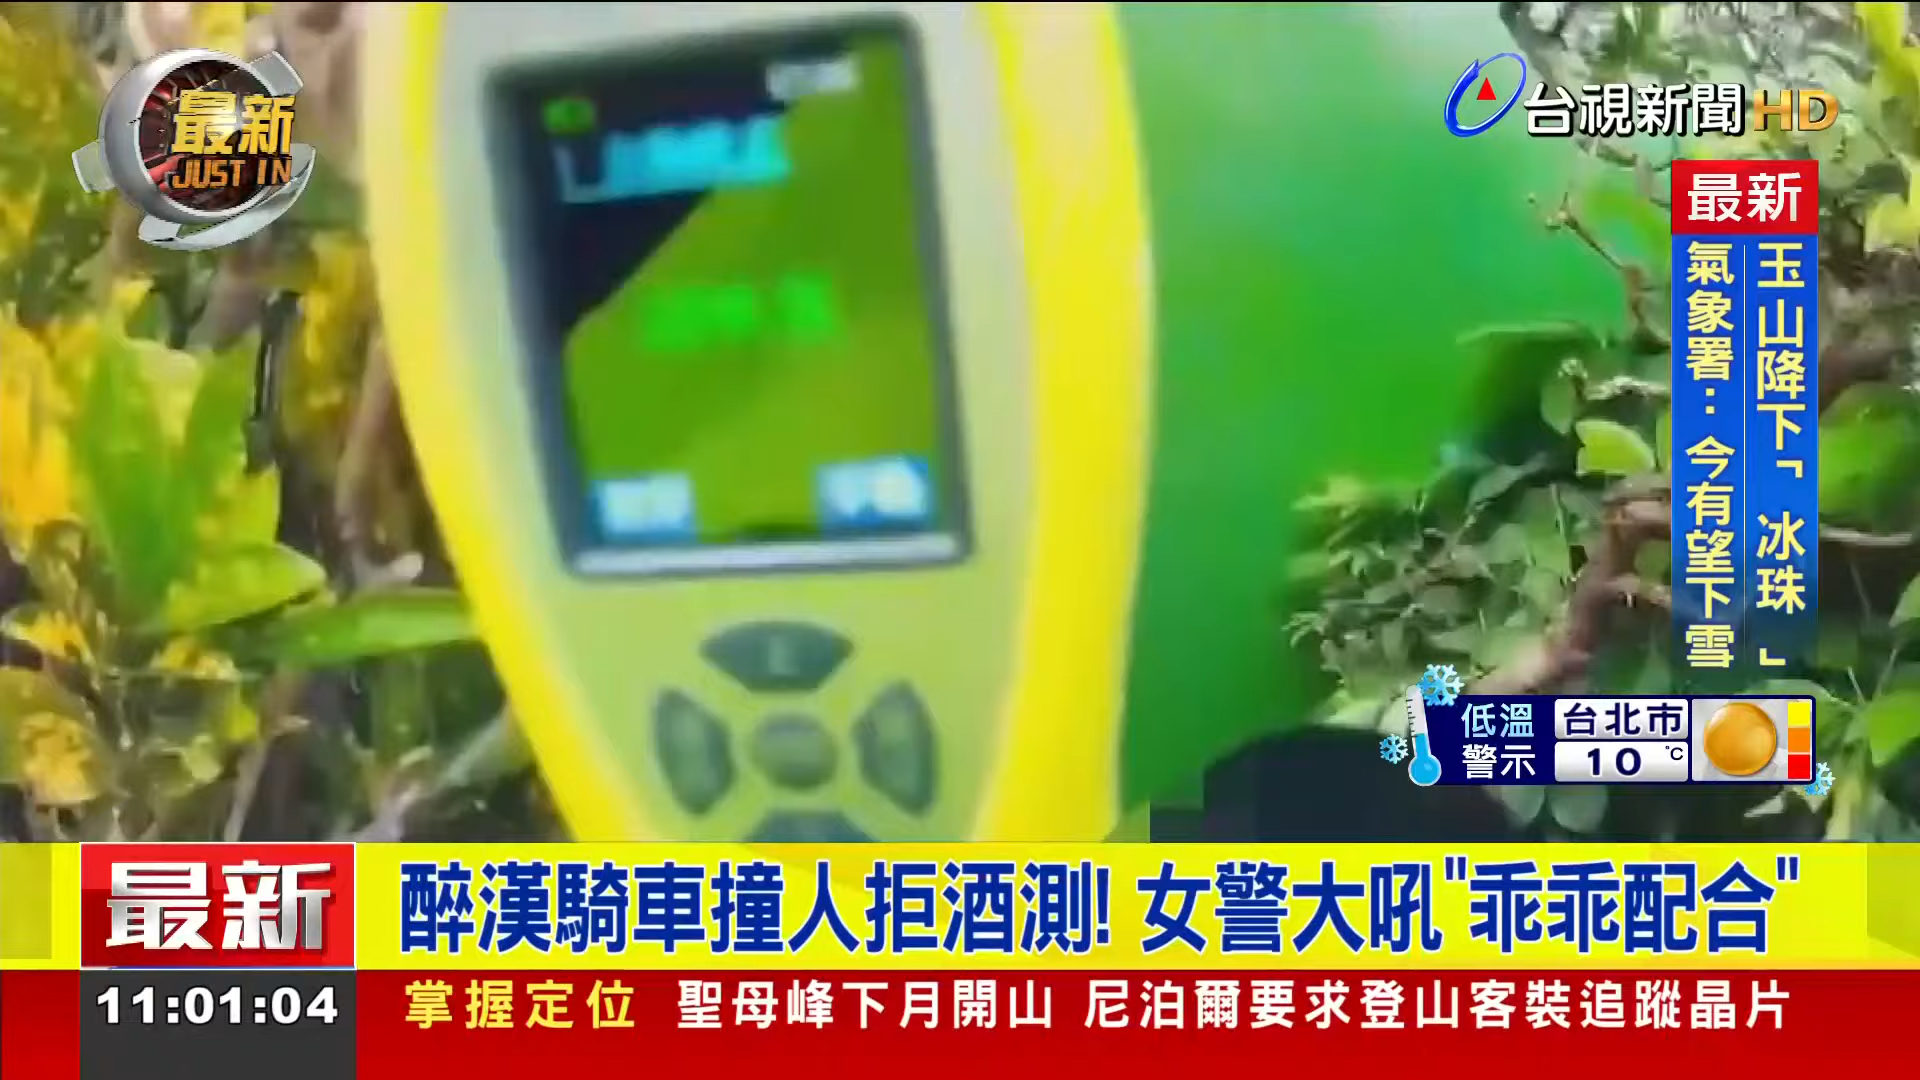 最新
JUST IN
台視新聞HD
最新
玉山降下「冰珠」
氣象署：今有望下雪
低溫
警示
台北市
10℃
最新
醉漢騎車撞人拒酒測! 女警大吼"乖乖配合"
11:01:04
掌握定位 聖母峰下月開山 尼泊爾要求登山客裝追蹤晶片